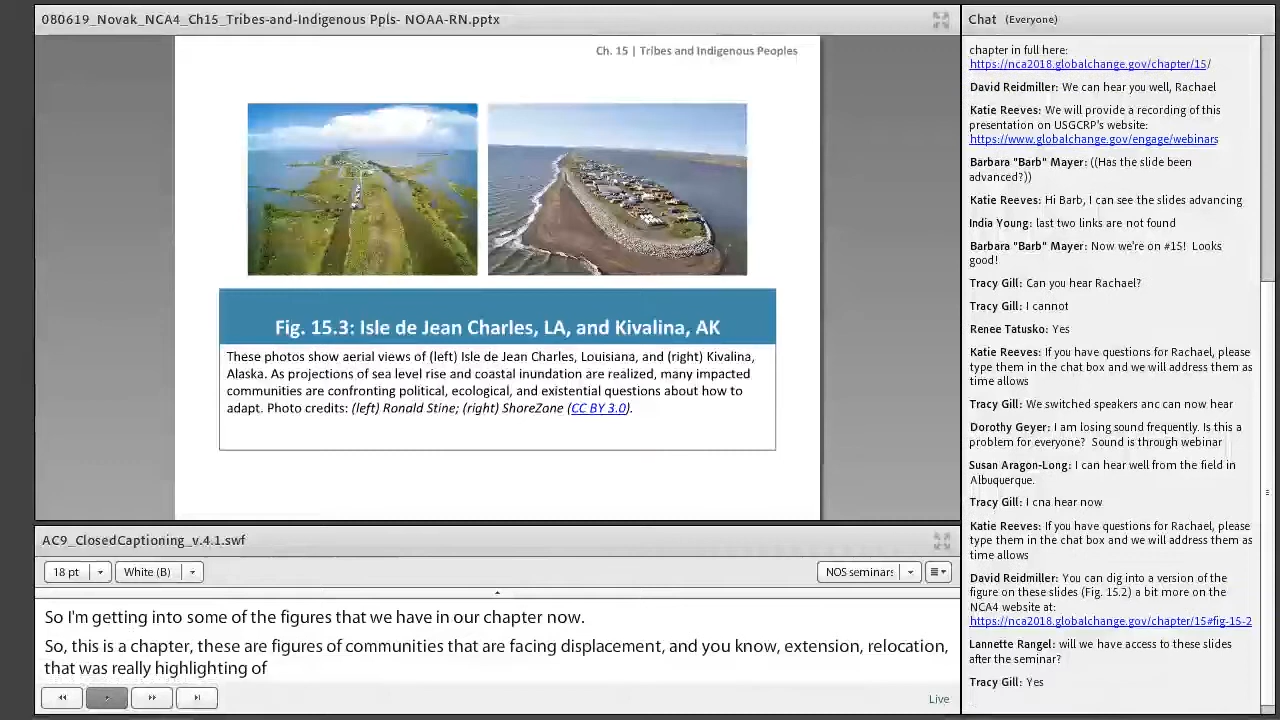 080619_Novak_NCA4_Ch15_Tribes-and-Indigenous Ppls- NOAA-RN.pptx
Ch. 15 | Tribes and Indigenous Peoples
Fig. 15.3: Isle de Jean Charles, LA, and Kivalina, AK
These photos show aerial views of (left) Isle de Jean Charles, Louisiana, and (right) Kivalina,
Alaska. As projections of sea level rise and coastal inundation are realized, many impacted
communities are confronting political, ecological, and existential questions about how to
adapt. Photo credits: (left) Ronald Stine; (right) ShoreZane (CC BY 3.0).
AC9_ClosedCaptioning_v.4.1.swf
18 pt
White (B)
NOS seminars
So I'm getting into some of the figures that we have in our chapter now.
So, this is a chapter, these are figures of communities that are facing displacement, and you know, extension, relocation,
that was really highlighting of
Live
Chat (Everyone)
chapter in full here:
https://nca2018.globalchange.gov/chapter/15/
David Reidmiller: We can hear you well, Rachael
Katie Reeves: We will provide a recording of this
presentation on USGCRP's website:
https://www.globalchange.gov/engage/webinars
Barbara "Barb" Mayer: ((Has the slide been
advanced?))
Katie Reeves: Hi Barb, I can see the slides advancing
India Young: last two links are not found
Barbara "Barb" Mayer: Now we're on #15! Looks
good!
Tracy Gill: Can you hear Rachael?
Tracy Gill: I cannot
Renee Tatusko: Yes
Katie Reeves: If you have questions for Rachael, please
type them in the chat box and we will address them as
time allows
Tracy Gill: We switched speakers anc can now hear
Dorothy Geyer: I am losing sound frequently. Is this a
problem for everyone? Sound is through webinar
Susan Aragon-Long: I can hear well from the field in
Albuquerque.
Tracy Gill: I cna hear now
Katie Reeves: If you have questions for Rachael, please
type them in the chat box and we will address them as
time allows
David Reidmiller: You can dig into a version of the
figure on these slides (Fig. 15.2) a bit more on the
NCA4 website at:
https://nca2018.globalchange.gov/chapter/15#fig-15-2
Lannette Rangel: will we have access to these slides
after the seminar?
Tracy Gill: Yes